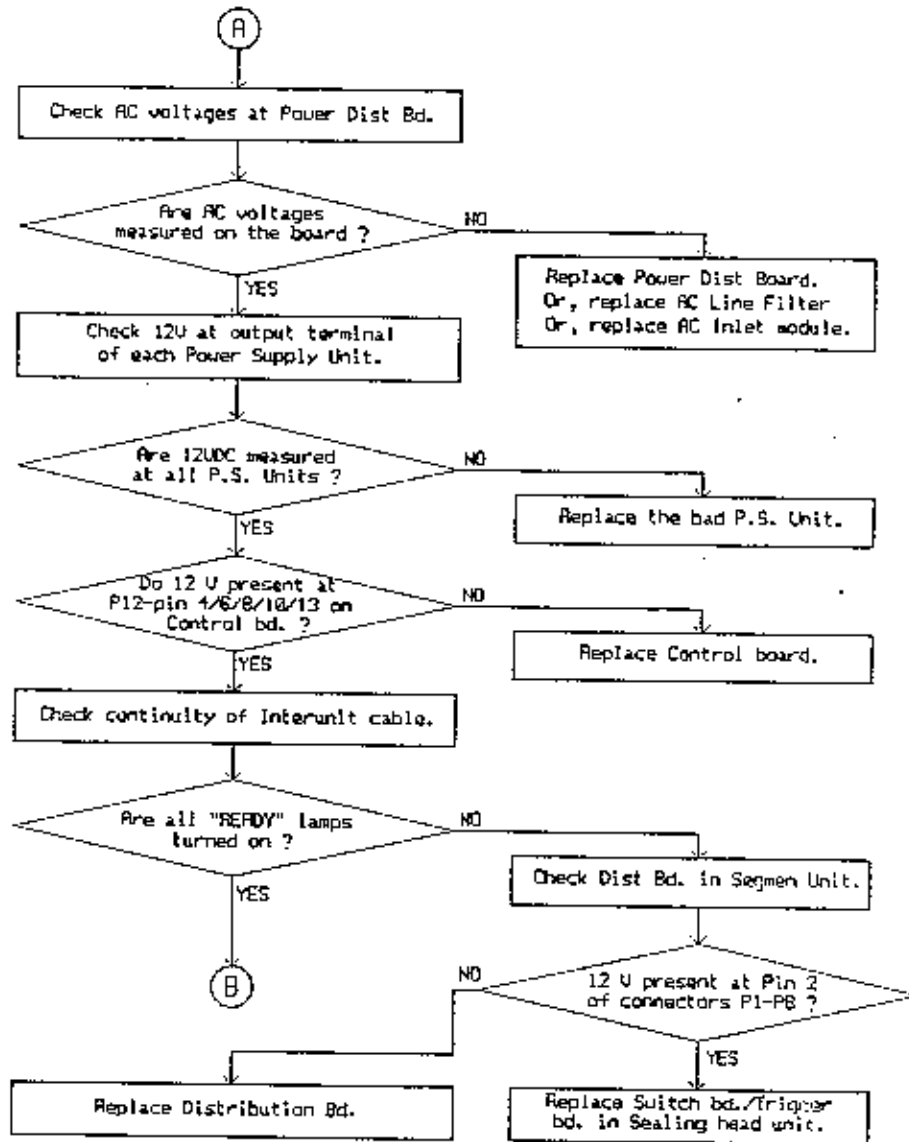 A
Check AC voltages at Power Dist Bd.
Are AC voltages
measured on the board ?
NO
YES
Replace Power Dist Board.
Or, replace AC Line Filter
Or, replace AC Inlet module.
Check 12V at output terminal
of each Power Supply Unit.
Are 12VDC measured
at all P.S. Units ?
NO
YES
Replace the bad P.S. Unit.
Do 12 V present at
P12-pin 4/6/8/10/13 on
Control bd. ?
NO
YES
Replace Control board.
Check continuity of Interunit cable.
Are all "READY" lamps
turned on ?
NO
YES
Check Dist Bd. in Segmen Unit.
B
NO
12 V present at Pin 2
of connectors P1-P8 ?
YES
Replace Distribution Bd.
Replace Switch bd./Trigger
bd. in Sealing head unit.